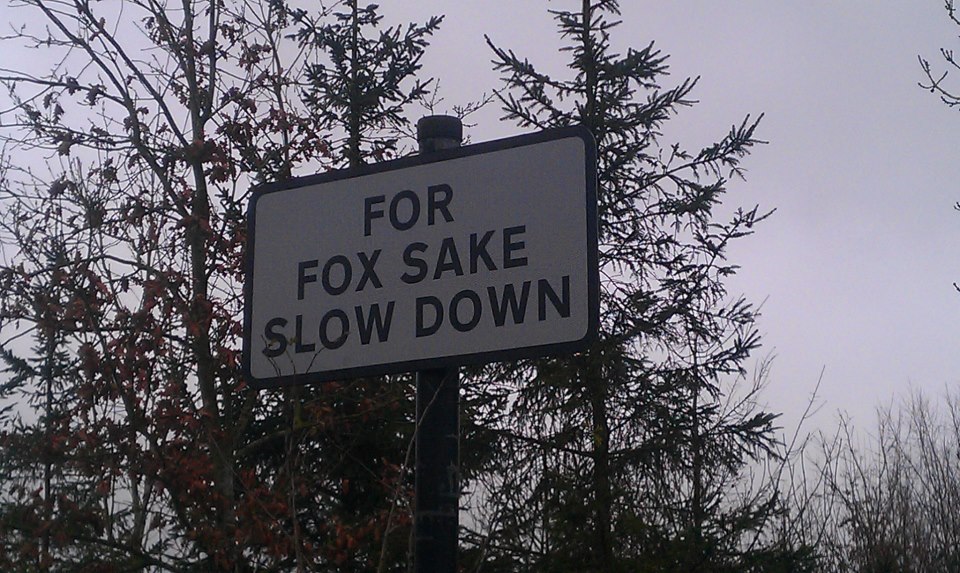 FOR
FOX SAKE
SLOW DOWN